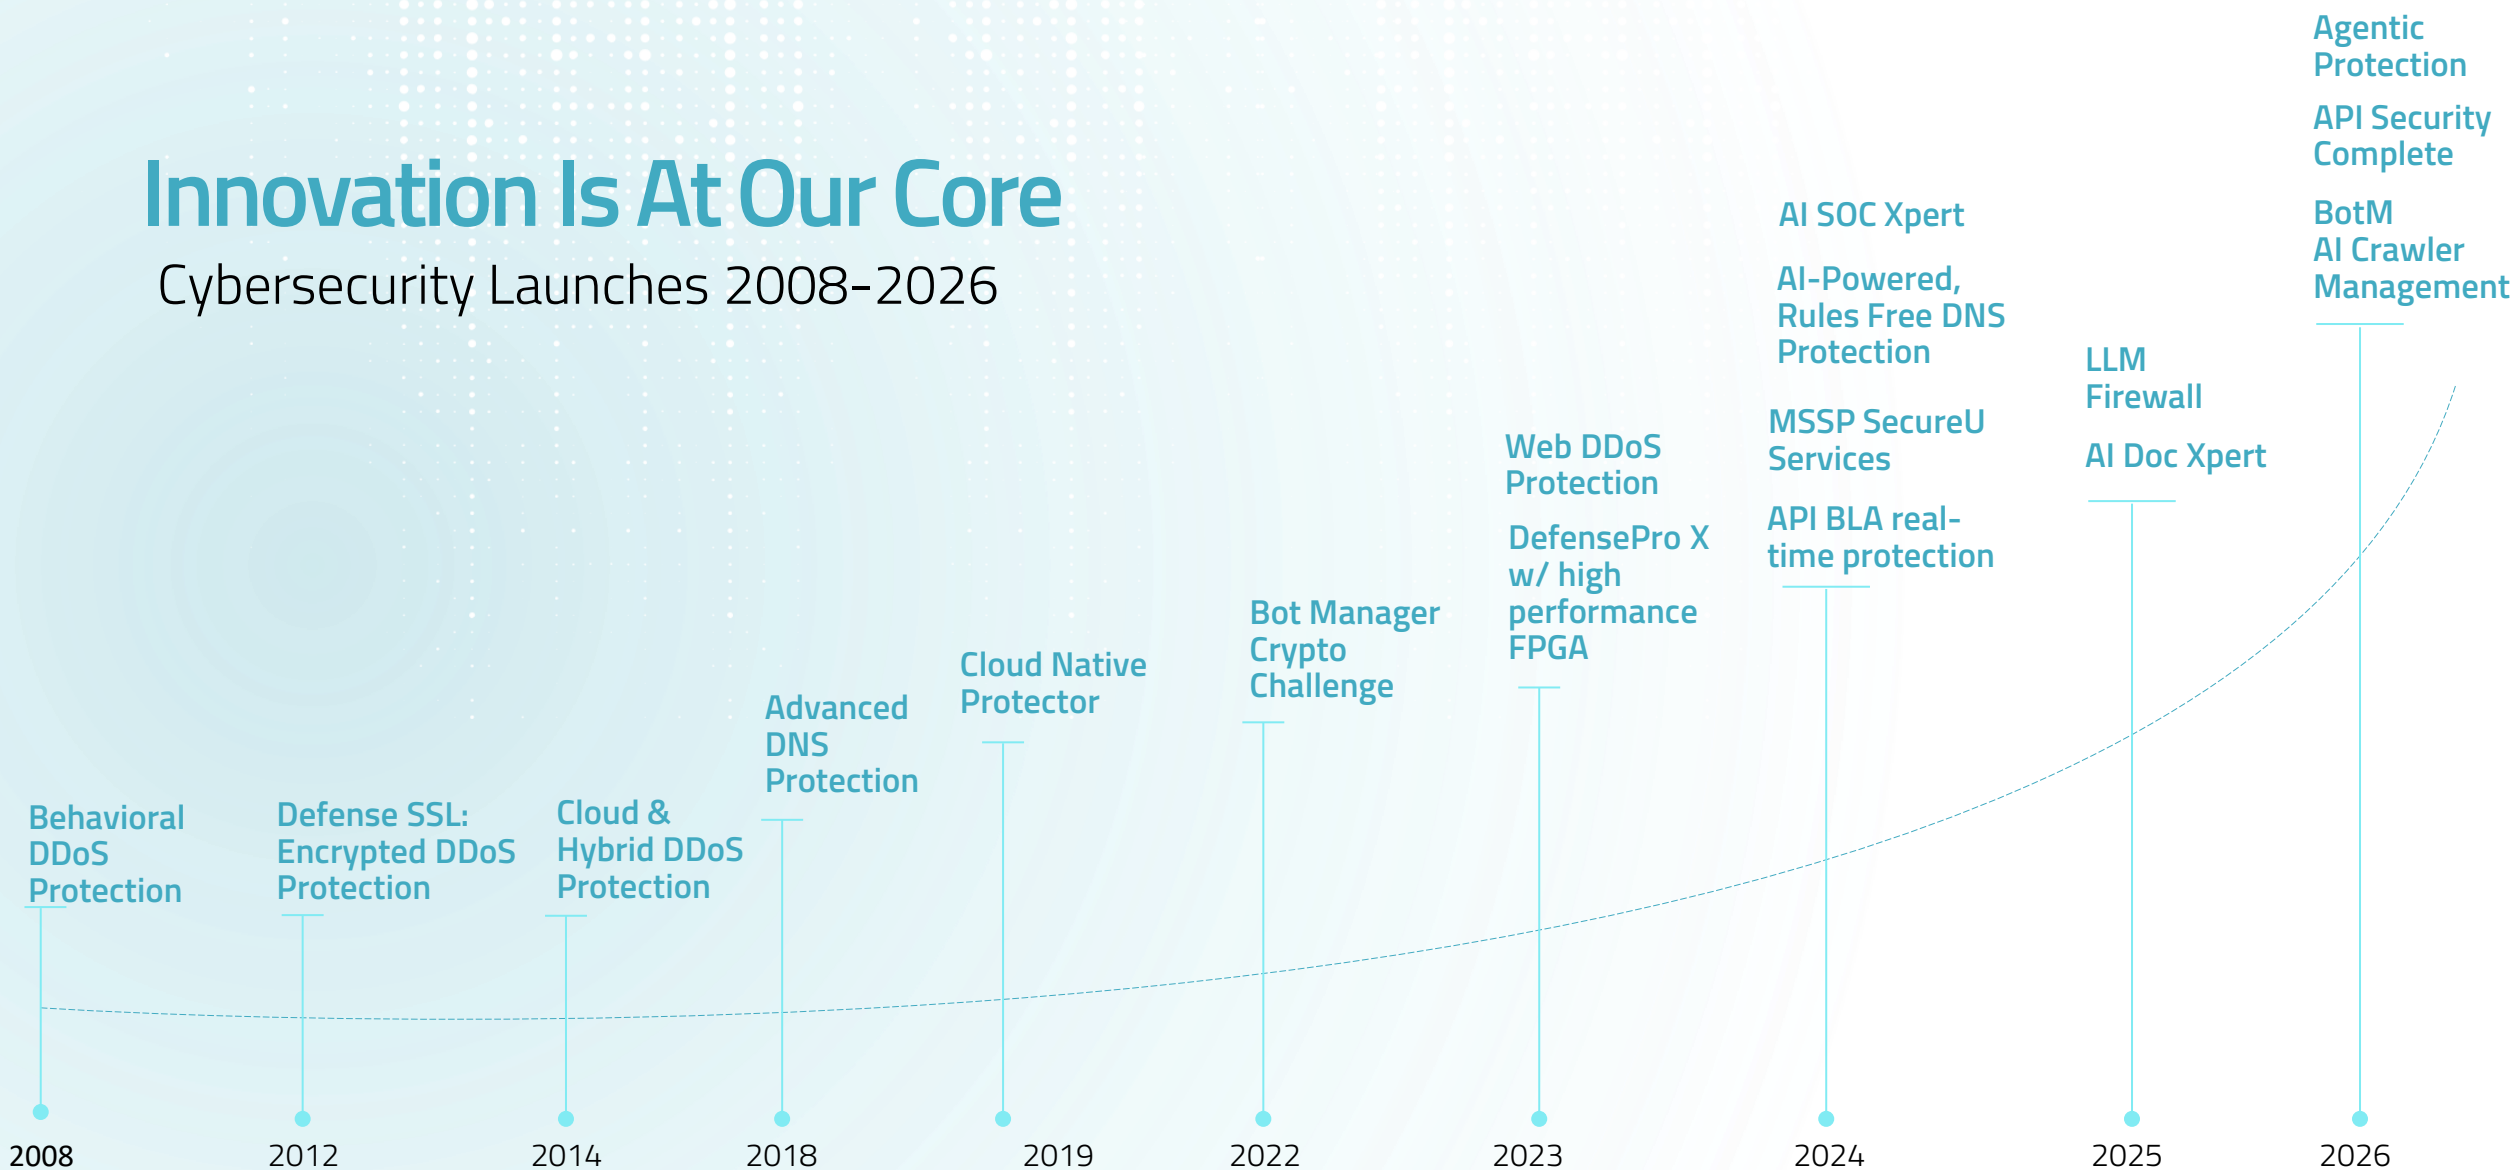 Innovation Is At Our Core
Cybersecurity Launches 2008-2026
Behavioral
DDoS
Protection
2008
Defense SSL:
Encrypted DDoS
Protection
2012
Cloud &
Hybrid DDoS
Protection
2014
Advanced
DNS
Protection
2018
Cloud Native
Protector
2019
Bot Manager
Crypto
Challenge
2022
Web DDoS
Protection
DefensePro X
w/ high
performance
FPGA
2023
AI SOC Xpert
AI-Powered,
Rules Free DNS
Protection
MSSP SecureU
Services
API BLA real-
time protection
2024
LLM
Firewall
AI Doc Xpert
2025
Agentic
Protection
API Security
Complete
BotM
AI Crawler
Management
2026